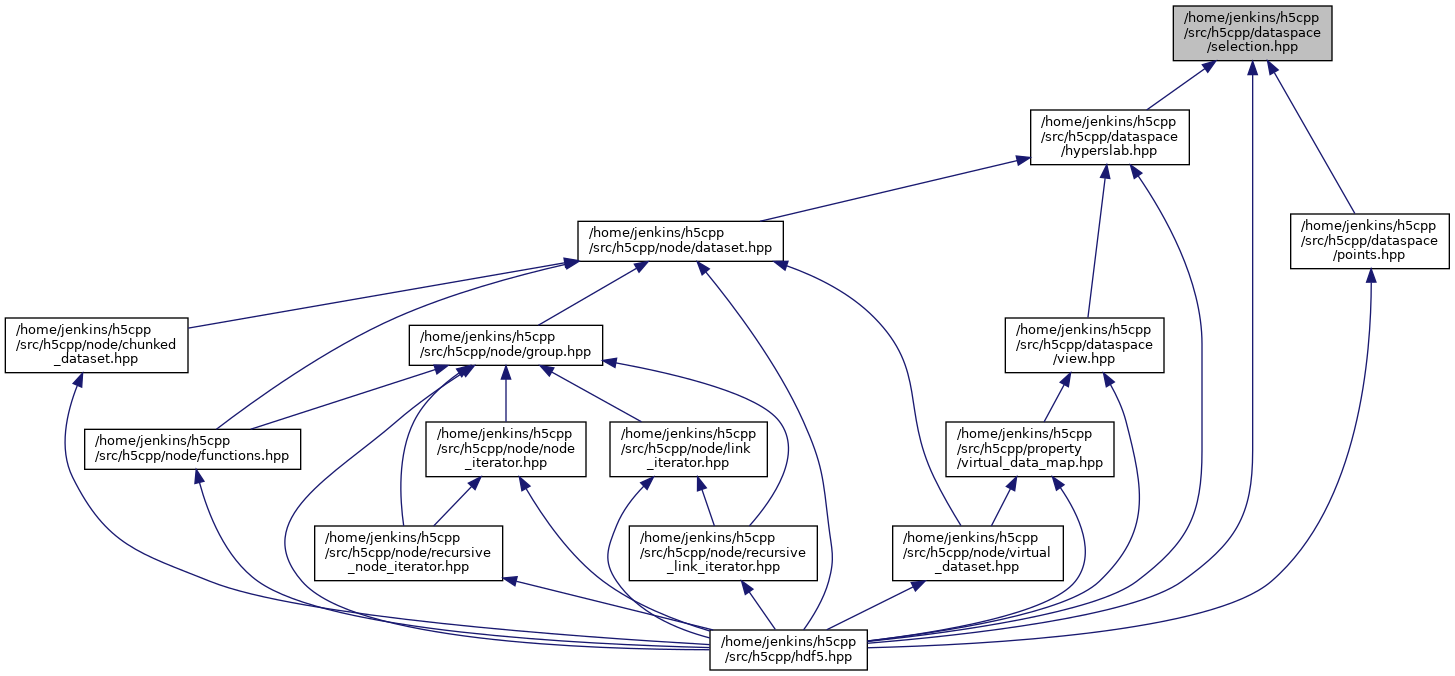 /home/jenkins/h5cpp
/src/h5cpp/dataspace
/selection.hpp
/home/jenkins/h5cpp
/src/h5cpp/dataspace
/hyperslab.hpp
/home/jenkins/h5cpp
/src/h5cpp/node/dataset.hpp
/home/jenkins/h5cpp
/src/h5cpp/dataspace
/points.hpp
/home/jenkins/h5cpp
/src/h5cpp/node/chunked
_dataset.hpp
/home/jenkins/h5cpp
/src/h5cpp/node/group.hpp
/home/jenkins/h5cpp
/src/h5cpp/dataspace
/view.hpp
/home/jenkins/h5cpp
/src/h5cpp/node/functions.hpp
/home/jenkins/h5cpp
/src/h5cpp/node/node
_iterator.hpp
/home/jenkins/h5cpp
/src/h5cpp/node/link
_iterator.hpp
/home/jenkins/h5cpp
/src/h5cpp/property
/virtual_data_map.hpp
/home/jenkins/h5cpp
/src/h5cpp/node/recursive
_node_iterator.hpp
/home/jenkins/h5cpp
/src/h5cpp/node/recursive
_link_iterator.hpp
/home/jenkins/h5cpp
/src/h5cpp/node/virtual
_dataset.hpp
/home/jenkins/h5cpp
/src/h5cpp/hdf5.hpp